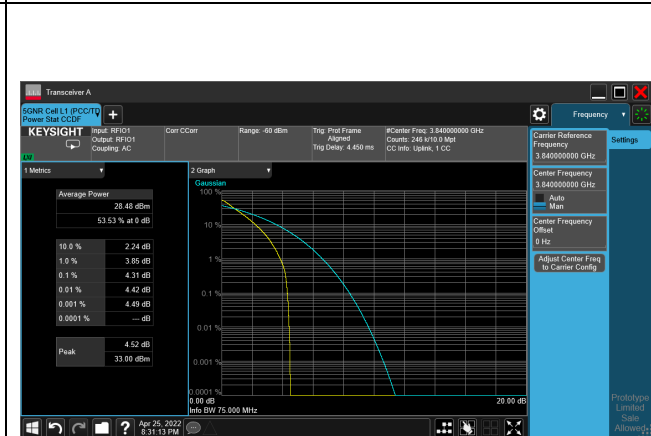 Transceiver A
5GNR Cell L1 (PCC/TD
Power Stat CCDF
Frequency
KEYSIGHT
Input: RFIO1
Output: RFIO1
Coupling: AC
Corr CCorr
Range: -60 dBm
Trig: Prot Frame
Aligned
Trig Delay: 4.450 ms
#Center Freq: 3.840000000 GHz
Counts: 246 k/10.0 Mpt
CC Info: Uplink, 1 CC
LXI
1 Metrics
Average Power
28.48 dBm
53.53 % at 0 dB
10.0 % 2.24 dB
1.0 % 3.85 dB
0.1 % 4.31 dB
0.01 % 4.42 dB
0.001 % 4.49 dB
0.0001 % --- dB
Peak
4.52 dB
33.00 dBm
2 Graph
Gaussian
100 %
10 %
1 %
0.1 %
0.01 %
0.001 %
0.0001 %
0.00 dB
20.00 dB
Info BW 75.000 MHz
Carrier Reference
Frequency
3.840000000 GHz
Center Frequency
3.840000000 GHz
Auto
Man
Center Frequency
Offset
0 Hz
Adjust Center Freq
to Carrier Config
Settings
Prototype
Limited
Sale
Allowed
Apr 25, 2022
8:31:13 PM